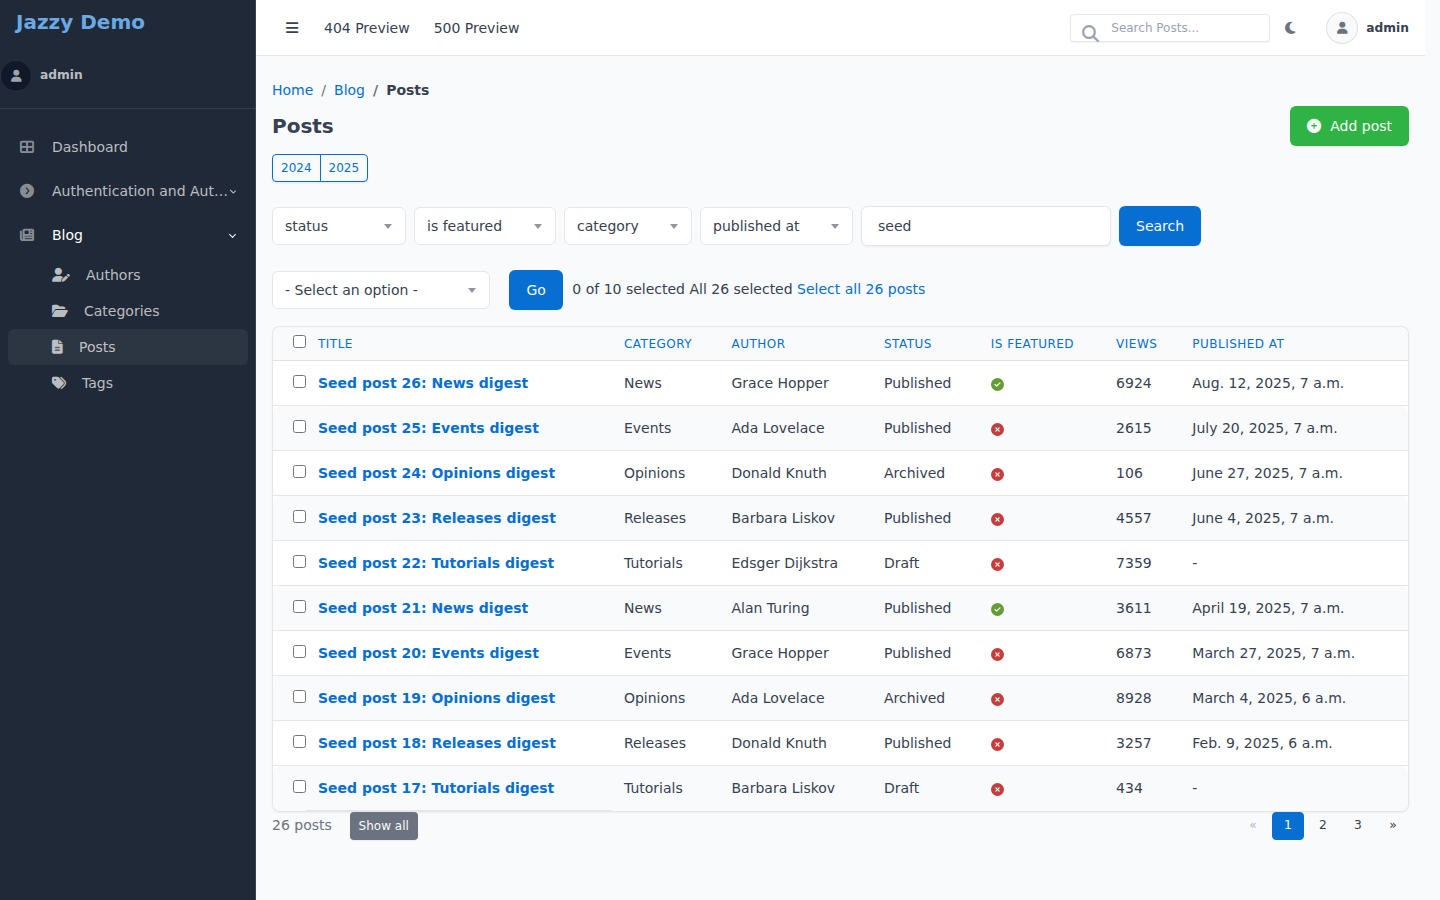 Jazzy Demo
admin
Dashboard
Authentication and Aut...
Blog
Authors
Categories
Posts
Tags
404 Preview
500 Preview
Search Posts...
admin
Home / Blog / Posts
Posts
Add post
2024 2025
status
is featured
category
published at
seed
Search
- Select an option -
Go
0 of 10 selected All 26 selected Select all 26 posts
TITLE CATEGORY AUTHOR STATUS IS FEATURED VIEWS PUBLISHED AT
Seed post 26: News digest News Grace Hopper Published 6924 Aug. 12, 2025, 7 a.m.
Seed post 25: Events digest Events Ada Lovelace Published 2615 July 20, 2025, 7 a.m.
Seed post 24: Opinions digest Opinions Donald Knuth Archived 106 June 27, 2025, 7 a.m.
Seed post 23: Releases digest Releases Barbara Liskov Published 4557 June 4, 2025, 7 a.m.
Seed post 22: Tutorials digest Tutorials Edsger Dijkstra Draft 7359 -
Seed post 21: News digest News Alan Turing Published 3611 April 19, 2025, 7 a.m.
Seed post 20: Events digest Events Grace Hopper Published 6873 March 27, 2025, 7 a.m.
Seed post 19: Opinions digest Opinions Ada Lovelace Archived 8928 March 4, 2025, 6 a.m.
Seed post 18: Releases digest Releases Donald Knuth Published 3257 Feb. 9, 2025, 6 a.m.
Seed post 17: Tutorials digest Tutorials Barbara Liskov Draft 434 -
26 posts
Show all
« 1 2 3 »